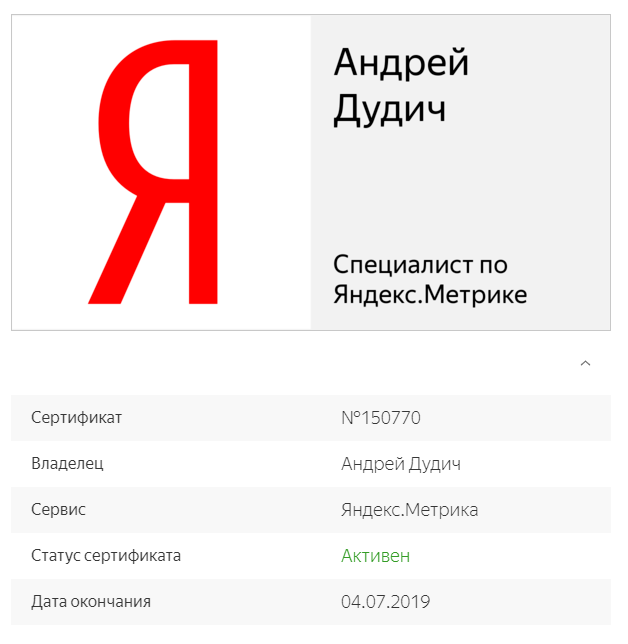 Я
Андрей
Дудич
Специалист по
Яндекс.Метрике
Сертификат №150770
Владелец Андрей Дудич
Сервис Яндекс.Метрика
Статус сертификата Активен
Дата окончания 04.07.2019